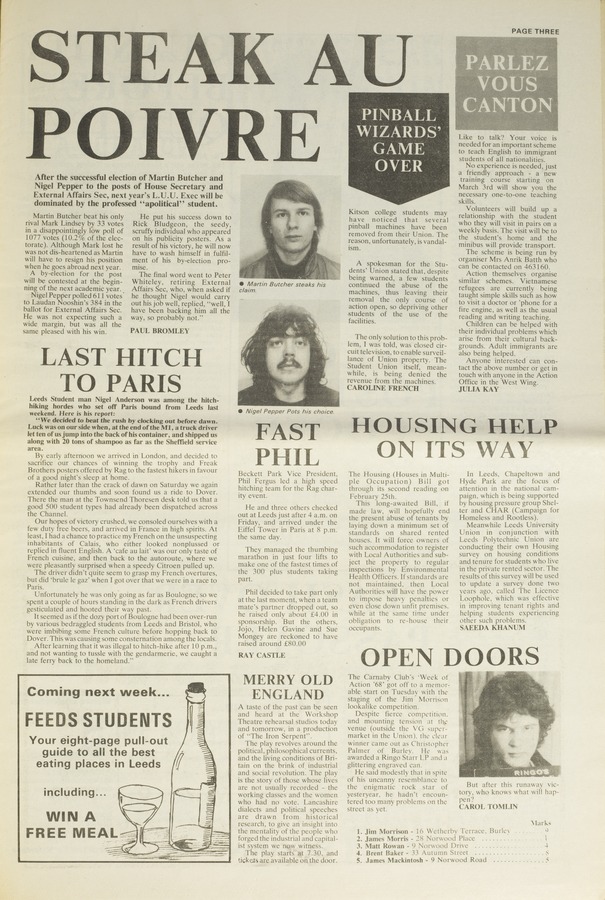 PAGE THREE
STEAK AU
POIVRE
After the successful election of Martin Butcher and
Nigel Pepper to the posts of House Secretary and
External Affairs Sec, next year's L.U.U. Exec will be
dominated by the professed "apolitical" student.
Martin Butcher beat his only
rival Mark Lindsey by 33 votes
in a disappointingly low poll of
1077 votes (10.2% of the elec-
torate). Although Mark lost he
was not dis-heartened as Martin
will have to resign his position
when he goes abroad next year.
A by-election for the post
will be contested at the begin-
ning of the next academic year.
Nigel Pepper polled 611 votes
to Laudan Nooshin's 384 in the
ballot for External Affairs Sec.
He was not expecting such a
wide margin, but was all the
same pleased with his win.
He put his success down to
Rick Bludgeon, the seedy,
scruffy individual who appeared
on his publicity posters. As a
result of his victory, he will now
have to wash himself in fulfil-
ment of his by-election pro-
mise.
The final word went to Peter
Whiteley, retiring External
Affairs Sec, who, when asked if
he thought Nigel would carry
out his job well, replied, "well, I
have been backing him all the
way, so probably not."
PAUL BROMLEY
● Martin Butcher steaks his
claim
● Nigel Pepper Pots his choice
PINBALL
WIZARDS'
GAME
OVER
Kitson college students may
have noticed that several
pinball machines have been
removed from their Union. The
reason, unfortunately, is vandal-
ism.
A spokesman for the Stu-
dents' Union stated that, despite
being warned, a few students
continued the abuse of the
machines, thus leaving their
removal the only course of
action open, so depriving other
students of the use of the
facilities.
The only solution to this prob-
lem, I was told, was closed cir-
cuit television, to enable surveil-
lance of Union property. The
Student Union itself, mean-
while, is being denied the
revenue from the machines.
CAROLINE FRENCH
PARLEZ
VOUS
CANTON
Like to talk? Your voice is
needed for an important scheme
to teach English to immigrant
students of all nationalities.
No experience is needed, just
a friendly approach - a new
training course starting on
March 3rd will show you the
necessary one-to-one teaching
skills.
Volunteers will build up a
relationship with the student
who they will visit in pairs on a
weekly basis. The visit will be to
the student's home and the
minibus will provide transport.
The scheme is being run by
organiser Mrs Anrik Batth who
can be contacted on 463160.
Action themselves organise
similar schemes. Vietnamese
refugees are currently being
taught simple skills such as how
to visit a doctor or 'phone for a
fire engine, as well as the usual
reading and writing teaching.
Children can be helped with
their individual problems which
arise from their cultural back-
grounds. Adult immigrants are
also being helped.
Anyone interested can con-
tact the above number or get in
touch with anyone in the Action
Office in the West Wing.
JULIA KAY
LAST HITCH
TO PARIS
Leeds Student man Nigel Anderson was among the hitch-
hiking hordes who set off Paris bound from Leeds last
weekend. Here is his report:
"We decided to beat the rush by clocking out before dawn.
Luck was on our side when, at the end of the M1, a truck driver
let ten of us jump into the back of his container, and shipped us
along with 20 tons of shampoo as far as the Sheffield service
area.
By early afternoon we arrived in London, and decided to
sacrifice our chances of winning the trophy and Freak
Brothers posters offered by Rag to the fastest hikers in favour
of a good night's sleep at home.
Rather later than the crack of dawn on Saturday we again
extended our thumbs and soon found us a ride to Dover.
There the man at the Townsend Thoresen desk told us that a
good 500 student types had already been dispatched across
the Channel.
Our hopes of victory crushed, we consoled ourselves with a
few duty free beers, and arrived in France in high spirits. At
least, I had a chance to practice my French on the unsuspecting
inhabitants of Calais, who either looked nonplussed or
replied in fluent English. A 'cafe au lait' was our only taste of
French cuisine, and then back to the autoroute, where we
were pleasantly surprised when a speedy Citroen pulled up.
The driver didn't quite seem to grasp my French overtures,
but did 'brule le gaz' when I got over that we were in a race to
Paris.
Unfortunately he was only going as far as Boulogne, so we
spent a couple of hours standing in the dark as French drivers
gesticulated and hooted their way past.
It seemed as if the dozy port of Boulogne had been over-run
by various bedraggled students from Leeds and Bristol, who
were imbibing some French culture before hopping back to
Dover. This was causing some consternation among the locals.
After learning that it was illegal to hitch-hike after 10 p.m.,
and not wanting to tussle with the gendarmerie, we caught a
late ferry back to the homeland."
FAST
PHIL
Beckett Park Vice President,
Phil Fergus led a high speed
hitching team for the Rag char-
ity event.
He and three others checked
out at Leeds just after 4 a.m. on
Friday, and arrived under the
Eiffel Tower in Paris at 8 p.m.
the same day.
They managed the thumbing
marathon in just four lifts to
make one of the fastest times of
the 300 plus students taking
part.
Phil decided to take part only
at the last moment, when a team
mate's partner dropped out, so
he raised only about £4.00 in
sponsorship. But the others,
Jojo, Helen Gavine and Sue
Mongey are reckoned to have
raised around £80.00
RAY CASTLE
HOUSING HELP
ON ITS WAY
The Housing (Houses in Multi-
ple Occupation) Bill got
through its second reading on
February 25th.
This long-awaited Bill, if
made law, will hopefully end
the present abuse of tenants by
laying down a minimum set of
standards on shared rented
houses. It will force owners of
such accommodation to register
with Local Authorities and sub-
ject the property to regular
inspections by Environmental
Health Officers. If standards are
not maintained, then Local
Authorities will have the power
to impose heavy penalties or
even close down unfit premises,
while at the same time under
obligation to re-house their
occupants.
In Leeds, Chapeltown and
Hyde Park are the focus of
attention in the national cam-
paign, which is being supported
by housing pressure group Shel-
ter and CHAR (Campaign for
Homeless and Rootless).
Meanwhile Leeds University
Union in conjunction with
Leeds Polytechnic Union are
conducting their own Housing
survey on housing conditions
and tenure for students who live
in the private rented sector. The
results of this survey will be used
to update a survey done two
years ago, called The Licence
Loophole, which was effective
in improving tenant rights and
helping students experiencing
other such problems.
SAEEDA KHANUM
Coming next week...
FEEDS STUDENTS
Your eight-page pull-out
guide to all the best
eating places in Leeds
including...
WIN A
FREE MEAL
MERRY OLD
ENGLAND
A taste of the past can be seen
and heard at the Workshop
Theatre rehearsal studios today
and tomorrow, in a production
of "The Iron Serpent".
The play revolves around the
political, philosophical currents,
and the living conditions of Bri-
tain on the brink of industrial
and social revolution. The play
is the story of those whose lives
are not usually recorded - the
working classes and the women
who had no vote. Lancashire
dialects and political speeches
are drawn from historical
research, to give an insight into
the mentality of the people who
forged the industrial and capital-
ist system we now witness.
The play starts at 7.30, and
tickets are available on the door.
OPEN DOORS
The Carnaby Club's 'Week of
Action '68' got off to a memor-
able start on Tuesday with the
staging of the Jim Morrison
lookalike competition.
Despite fierce competition,
and mounting tension at the
venue (outside the VG super-
market in the Union), the clear
winner came out as Christopher
Palmer of Burley. He was
awarded a Ringo Starr LP and a
glittering engraved can.
He said modestly that in spite
of his uncanny resemblance to
the enigmatic rock star of
yesteryear, he hadn't encoun-
tered too many problems on the
street as yet.
RINGO'S
But after this runaway vic-
tory, who knows what will hap-
pen?
CAROL TOMLIN
Marks
1. Jim Morrison - 16 Wetherby Terrace, Burley
2. James Morris - 28 Norwood Place
3. Matt Rowan - 9 Norwood Drive
4. Brent Baker - 33 Autumn Street
5. James Mackintosh - 9 Norwood Road